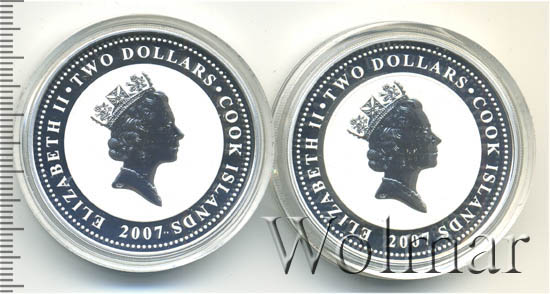 ELIZABETH II · TWO DOLLARS · COOK ISLANDS
2007
ELIZABETH II · TWO DOLLARS · COOK ISLANDS
2007
Wolmar